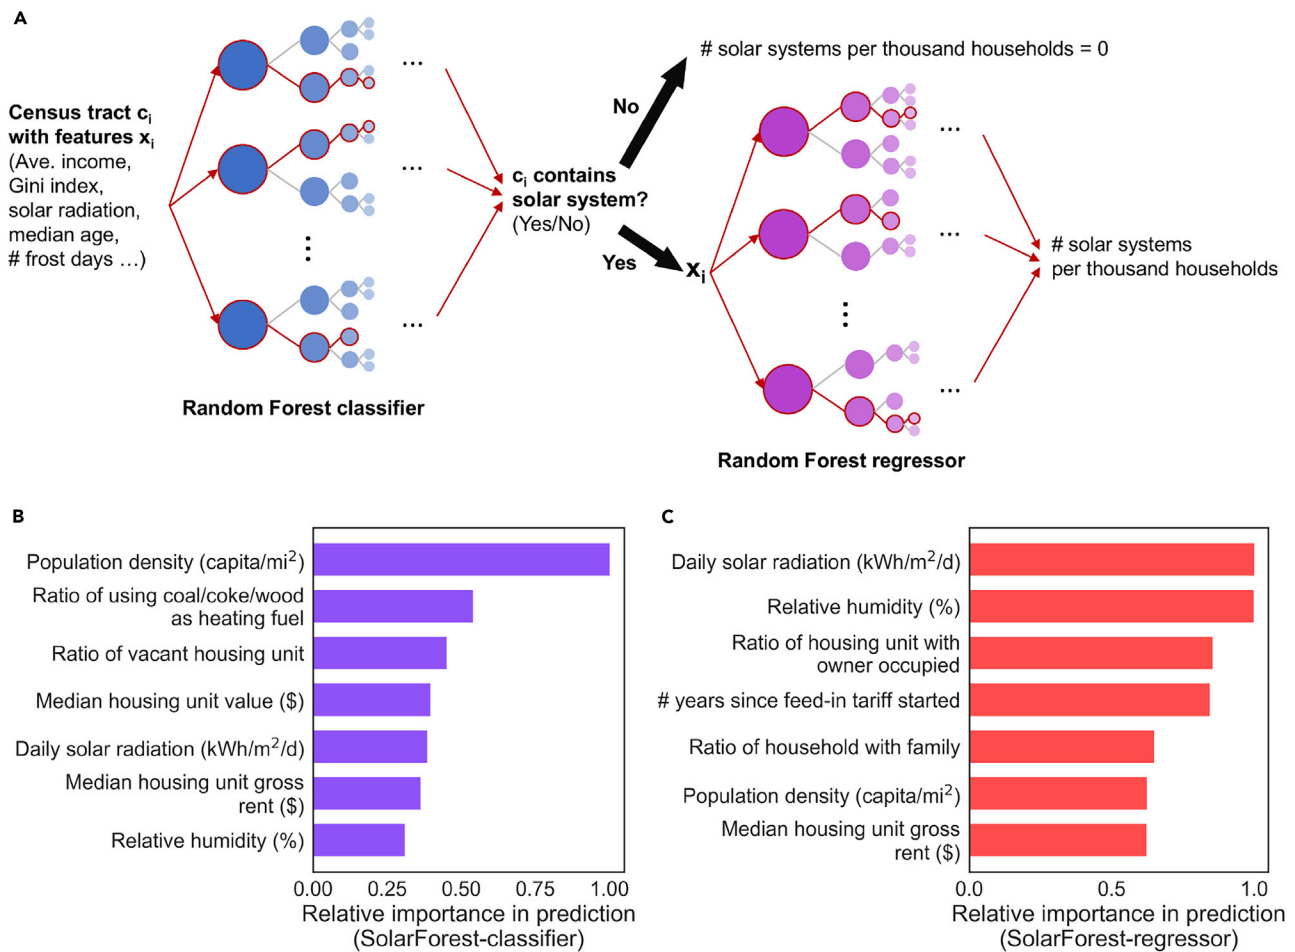 A
Census tract cᵢ
with features xᵢ
(Ave. income,
Gini index,
solar radiation,
median age,
# frost days ...)
...
...
...
Random Forest classifier
cᵢ contains
solar system?
(Yes/No)
No
Yes
# solar systems per thousand households = 0
xᵢ
...
...
...
Random Forest regressor
# solar systems
per thousand households
B
Population density (capita/mi²)
Ratio of using coal/coke/wood
as heating fuel
Ratio of vacant housing unit
Median housing unit value ($)
Daily solar radiation (kWh/m²/d)
Median housing unit gross
rent ($)
Relative humidity (%)
0.00 0.25 0.50 0.75 1.00
Relative importance in prediction
(SolarForest-classifier)
C
Daily solar radiation (kWh/m²/d)
Relative humidity (%)
Ratio of housing unit with
owner occupied
# years since feed-in tariff started
Ratio of household with family
Population density (capita/mi²)
Median housing unit gross
rent ($)
0.0 0.5 1.0
Relative importance in prediction
(SolarForest-regressor)